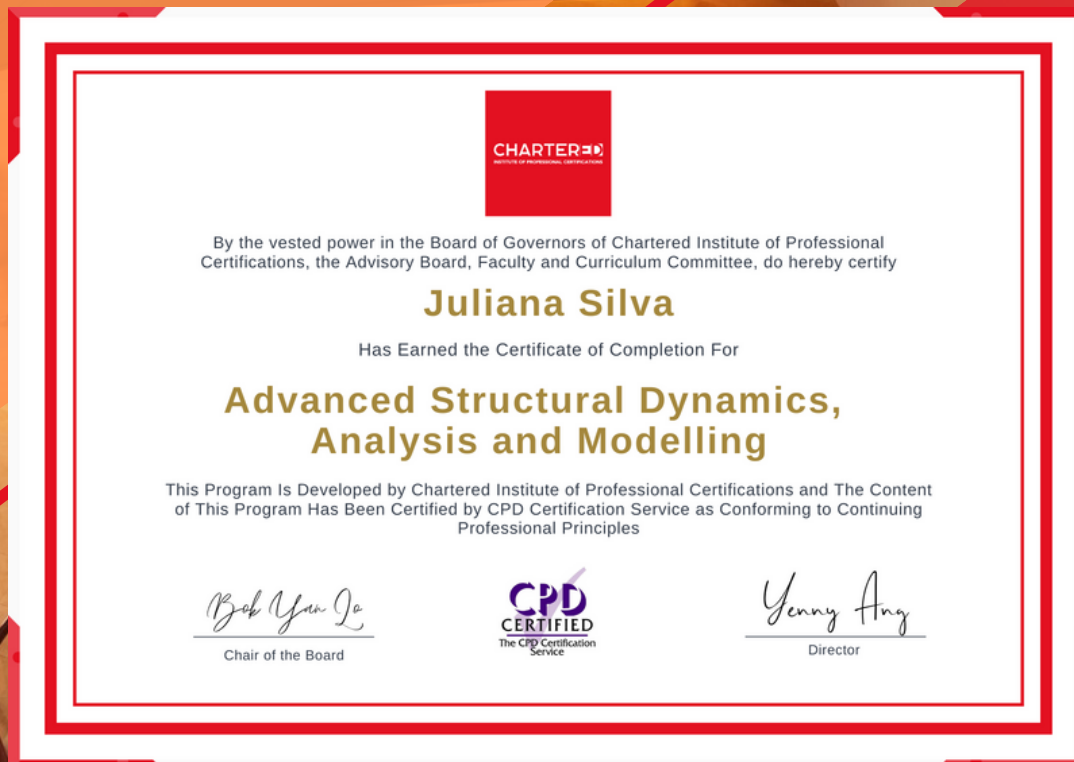 CHARTERED
INSTITUTE OF PROFESSIONAL CERTIFICATIONS
By the vested power in the Board of Governors of Chartered Institute of Professional
Certifications, the Advisory Board, Faculty and Curriculum Committee, do hereby certify
Juliana Silva
Has Earned the Certificate of Completion For
Advanced Structural Dynamics,
Analysis and Modelling
This Program Is Developed by Chartered Institute of Professional Certifications and The Content
of This Program Has Been Certified by CPD Certification Service as Conforming to Continuing
Professional Principles
Bok Yan Lo
Chair of the Board
CPD
CERTIFIED
The CPD Certification
Service
Yenny Ang
Director